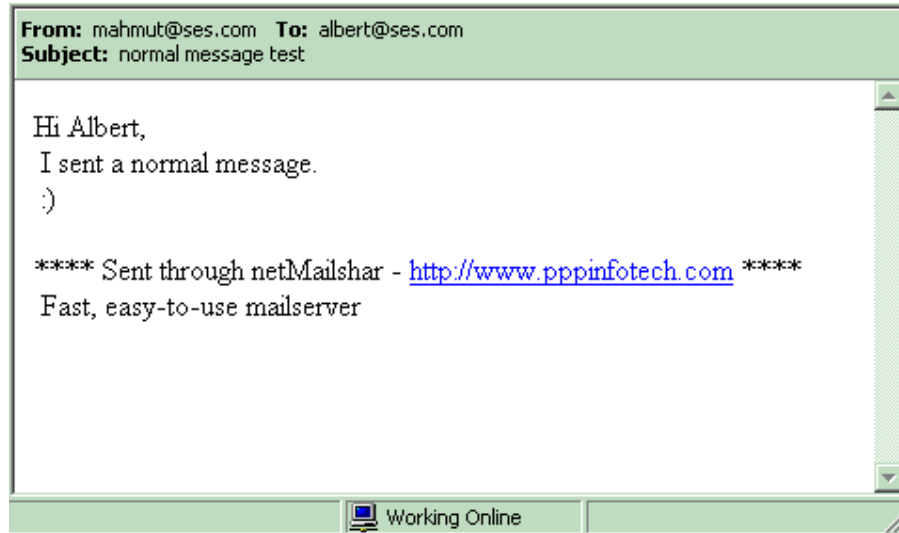 From: mahmut@ses.com To: albert@ses.com
Subject: normal message test
Hi Albert,
I sent a normal message.
:)
**** Sent through netMailshar - http://www.pppinfotech.com ****
Fast, easy-to-use mailserver
Working Online